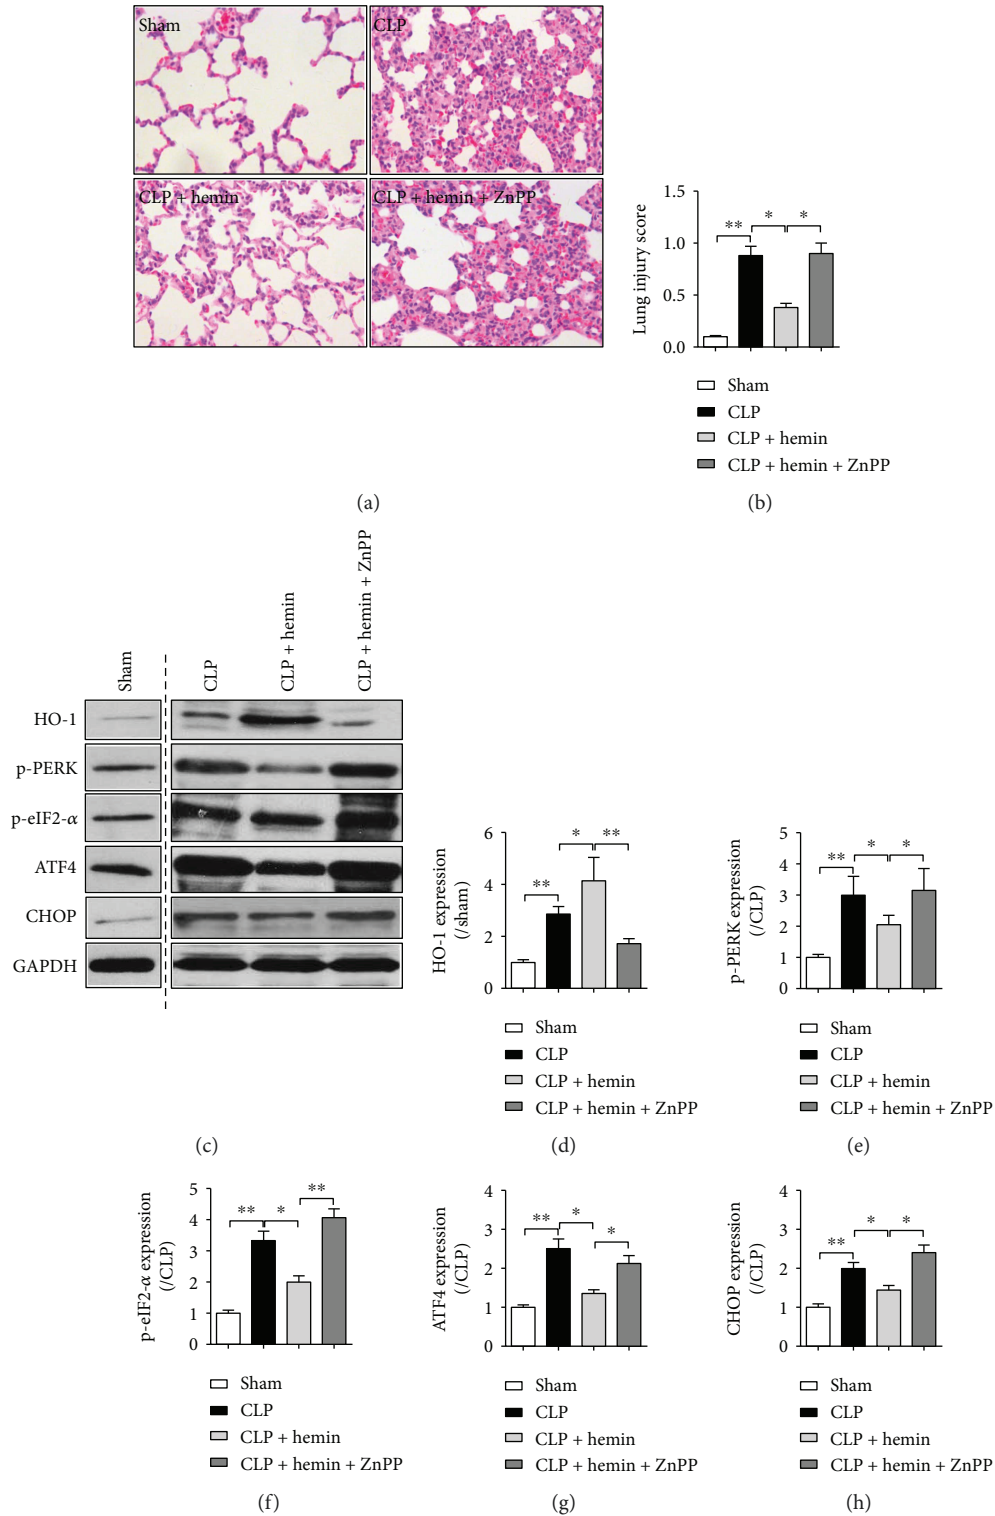 Sham
CLP
CLP + hemin
CLP + hemin + ZnPP
(a)
Lung injury score
1.5
1.0
0.5
0.0
**
*
*
Sham
CLP
CLP + hemin
CLP + hemin + ZnPP
(b)
Sham
CLP
CLP + hemin
CLP + hemin + ZnPP
HO-1
p-PERK
p-eIF2-α
ATF4
CHOP
GAPDH
(c)
HO-1 expression
(/sham)
6
4
2
0
**
*
**
Sham
CLP
CLP + hemin
CLP + hemin + ZnPP
(d)
p-PERK expression
(/CLP)
5
4
3
2
1
0
**
*
*
Sham
CLP
CLP + hemin
CLP + hemin + ZnPP
(e)
p-eIF2-α expression
(/CLP)
5
4
3
2
1
0
**
*
**
Sham
CLP
CLP + hemin
CLP + hemin + ZnPP
(f)
ATF4 expression
(/CLP)
4
3
2
1
0
**
*
*
Sham
CLP
CLP + hemin
CLP + hemin + ZnPP
(g)
CHOP expression
(/CLP)
4
3
2
1
0
**
*
*
Sham
CLP
CLP + hemin
CLP + hemin + ZnPP
(h)